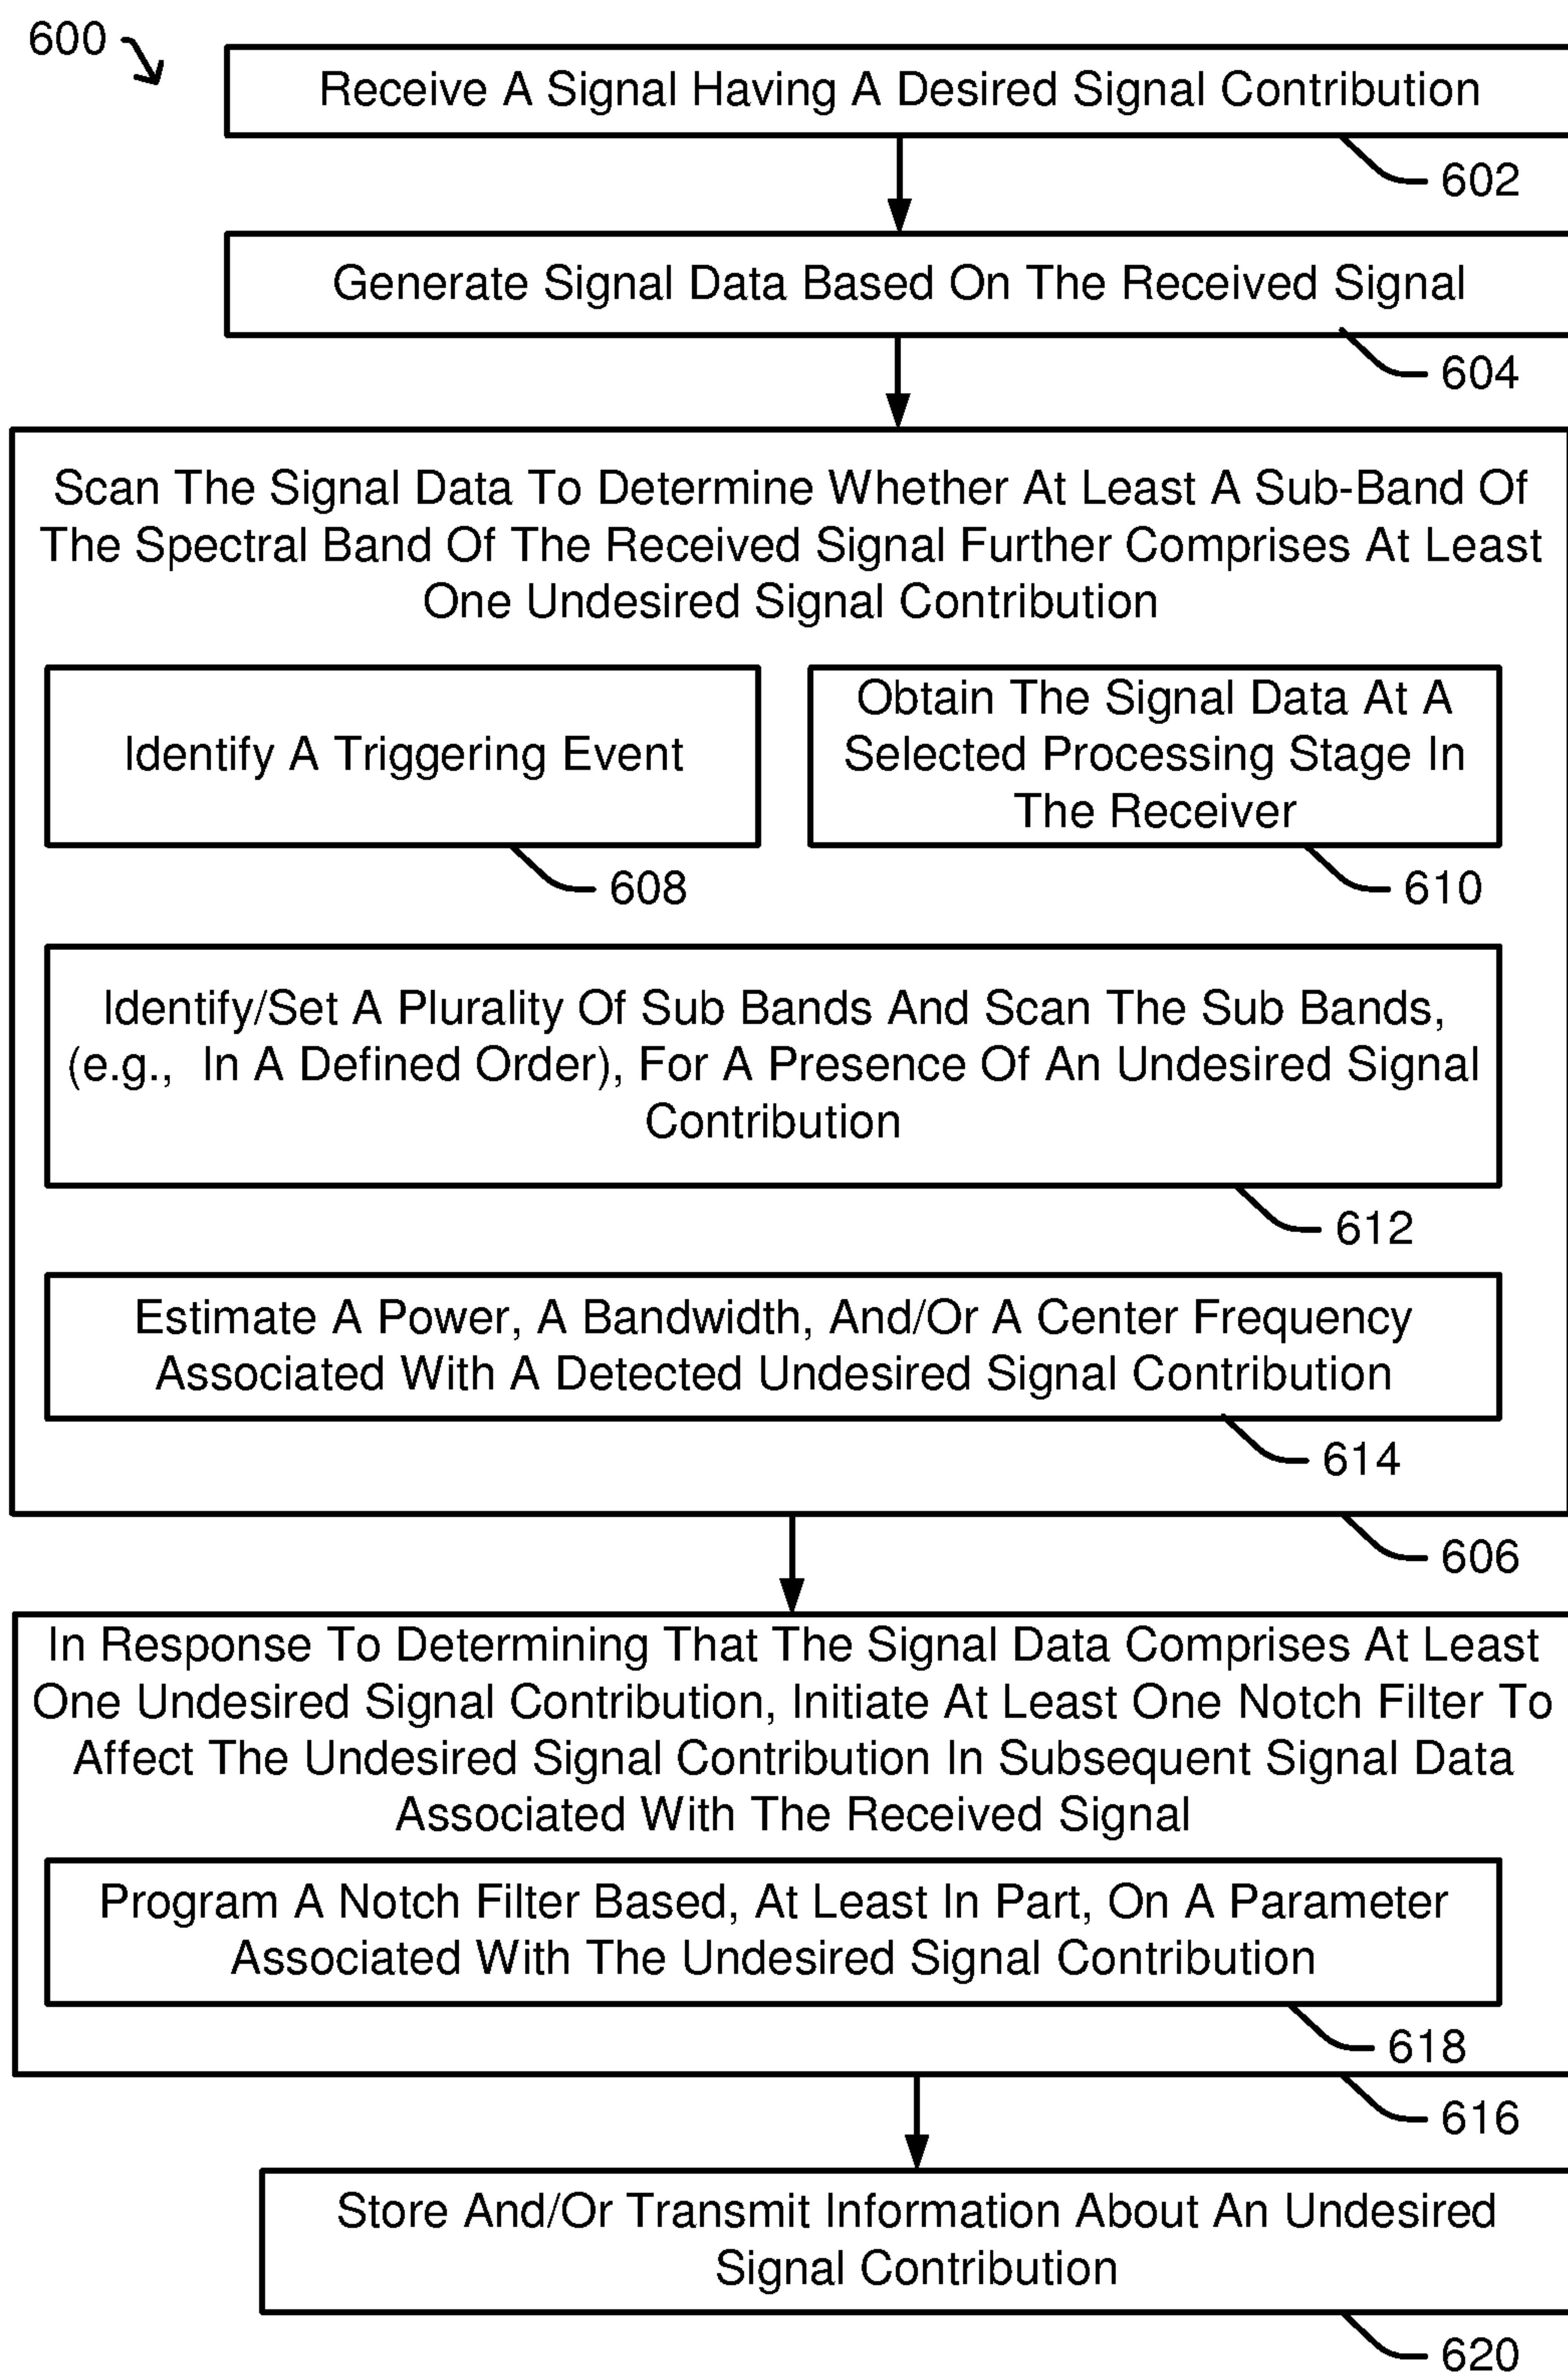 600
Receive A Signal Having A Desired Signal Contribution
602
Generate Signal Data Based On The Received Signal
604
Scan The Signal Data To Determine Whether At Least A Sub-Band Of
The Spectral Band Of The Received Signal Further Comprises At Least
One Undesired Signal Contribution
Identify A Triggering Event
608
Obtain The Signal Data At A
Selected Processing Stage In
The Receiver
610
Identify/Set A Plurality Of Sub Bands And Scan The Sub Bands,
(e.g., In A Defined Order), For A Presence Of An Undesired Signal
Contribution
612
Estimate A Power, A Bandwidth, And/Or A Center Frequency
Associated With A Detected Undesired Signal Contribution
614
606
In Response To Determining That The Signal Data Comprises At Least
One Undesired Signal Contribution, Initiate At Least One Notch Filter To
Affect The Undesired Signal Contribution In Subsequent Signal Data
Associated With The Received Signal
Program A Notch Filter Based, At Least In Part, On A Parameter
Associated With The Undesired Signal Contribution
618
616
Store And/Or Transmit Information About An Undesired
Signal Contribution
620